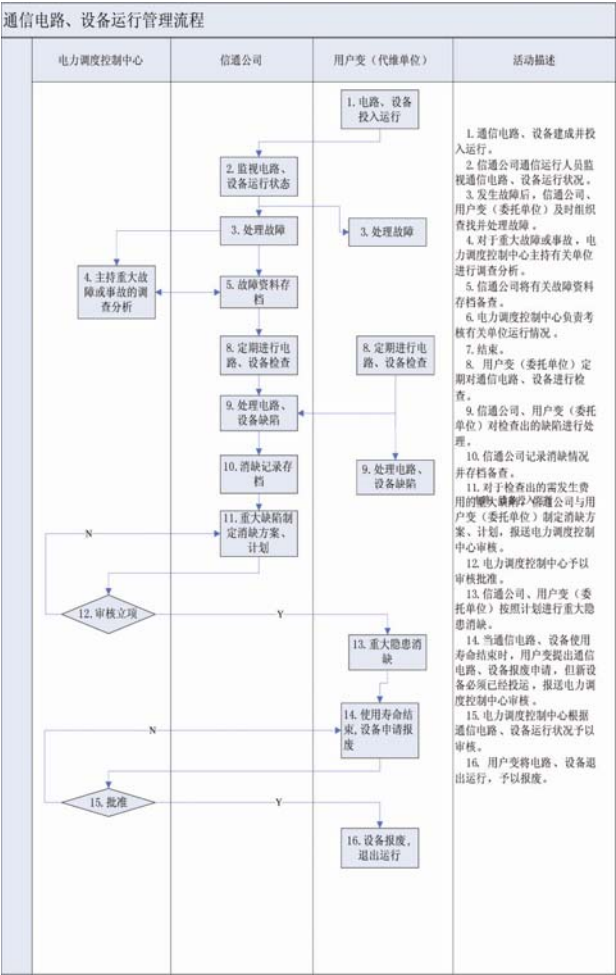 通信电路、设备运行管理流程
电力调度控制中心
信通公司
用户变（代维单位）
活动描述
1.电路、设备
投入运行
2.监视电路、
设备运行状态
3.处理故障
3.处理故障
4.主持重大故
障或事故的调
查分析
5.故障资料存
档
8.定期进行电
路、设备检查
8.定期进行电
路、设备检查
9.处理电路、
设备缺陷
9.处理电路、
设备缺陷
10.消缺记录存
档
11.重大缺陷制
定消缺方案、
计划
N
12.审核立项
Y
13.重大隐患消
缺
14.使用寿命结
束,设备申请报
废
N
15.批准
Y
16.设备报废,
退出运行
1.通信电路、设备建成并投
入运行。
2.信通公司通信运行人员监
视通信电路、设备运行状况。
3.发生故障后，信通公司、
用户变（委托单位）及时组织
查找并处理故障。
4.对于重大故障或事故，电
力调度控制中心主持有关单位
进行调查分析。
5.信通公司将有关故障资料
存档备查。
6.电力调度控制中心负责考
核有关单位运行情况。
7.结束。
8. 用户变（委托单位）定
期对通信电路、设备进行检
查。
9.信通公司、用户变（委托
单位）对检查出的缺陷进行处
理。
10.信通公司记录消缺情况
并存档备查。
11.对于检查出的需发生费
用的重大缺陷，信通公司与用
户变（委托单位）制定消缺方
案、计划，报送电力调度控制
中心审核。
12.电力调度控制中心予以
审核批准。
13.信通公司、用户变（委
托单位）按照计划进行重大隐
患消缺。
14.当通信电路、设备使用
寿命结束时，用户变提出通信
电路、设备报废申请，但新设
备必须已经投运，报送电力调
度控制中心审核。
15.电力调度控制中心根据
通信电路、设备运行状况予以
审核。
16. 用户变将电路、设备退
出运行，予以报废。